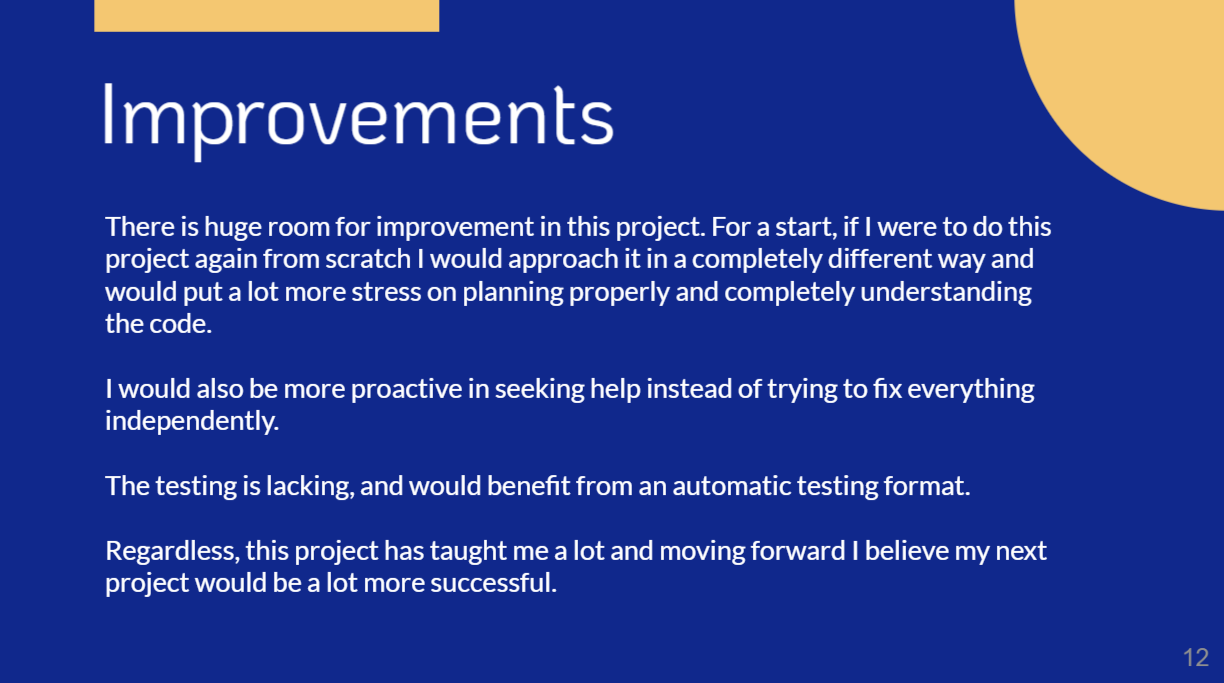 Improvements
There is huge room for improvement in this project. For a start, if I were to do this
project again from scratch I would approach it in a completely different way and
would put a lot more stress on planning properly and completely understanding
the code.
I would also be more proactive in seeking help instead of trying to fix everything
independently.
The testing is lacking, and would benefit from an automatic testing format.
Regardless, this project has taught me a lot and moving forward I believe my next
project would be a lot more successful.
12